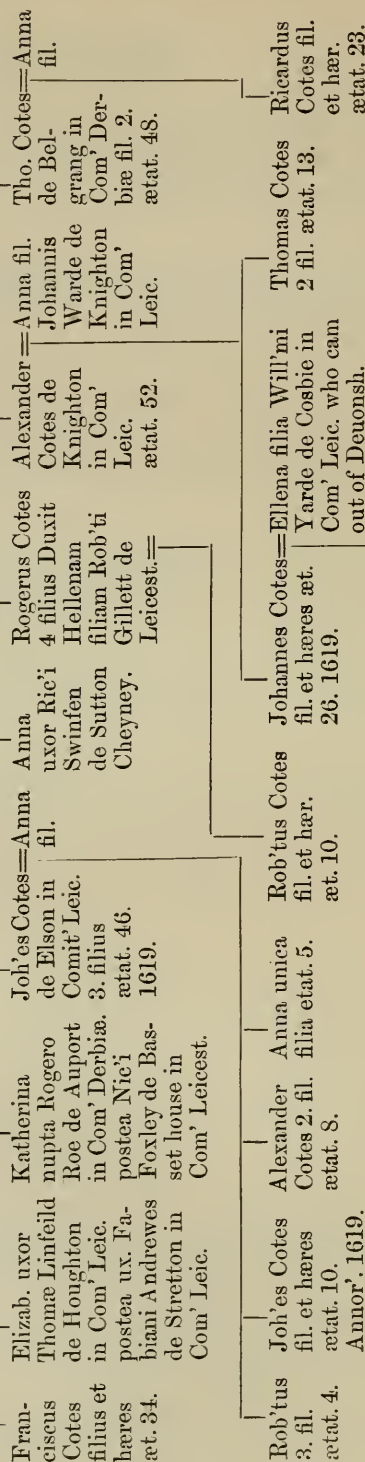 Fran-
ciscus
Cotes
filius et
hæres
æt. 34.
Elizab. uxor
Thomæ Linfeild
de Houghton
in Com' Leic.
postea ux. Fa-
biani Andrewes
de Stretton in
Com' Leic.
Katherina
nupta Rogero
Roe de Auport
in Com' Derbiæ.
postea Nic'i
Foxley de Bas-
set house in
Com' Leicest.
Joh'es Cotes=Anna
de Elson in fil.
Comit' Leic.
3. filius
ætat. 46.
1619.
Anna
uxor Ric'i
Swinfen
de Sutton
Cheyney.
Rogerus Cotes
4 filius Duxit
Hellenam
filiam Rob'ti
Gillett de
Leicest.=
Alexander=Anna fil.
Cotes de Johannis
Knighton Warde de
in Com' Knighton
Leic. in Com'
ætat. 52. Leic.
Tho. Cotes=Anna
de Bel- fil.
grang in
Com' Der-
biæ fil. 2.
ætat. 48.
Rob'tus
3. fil.
ætat. 4.
Joh'es Cotes
fil. et hæres
ætat. 10.
Annor'. 1619.
Alexander
Cotes 2. fil.
ætat. 8.
Anna unica
filia etat. 5.
Rob'tus Cotes
fil. et hær.
æt. 10.
Johannes Cotes=Ellena filia Will'mi
fil. et hæres æt. Yarde de Cosbie in
26. 1619. Com' Leic. who cam
out of Deuonsh.
Thomas Cotes
2 fil. ætat. 13.
Ricardus
Cotes fil.
et hær.
ætat. 23.